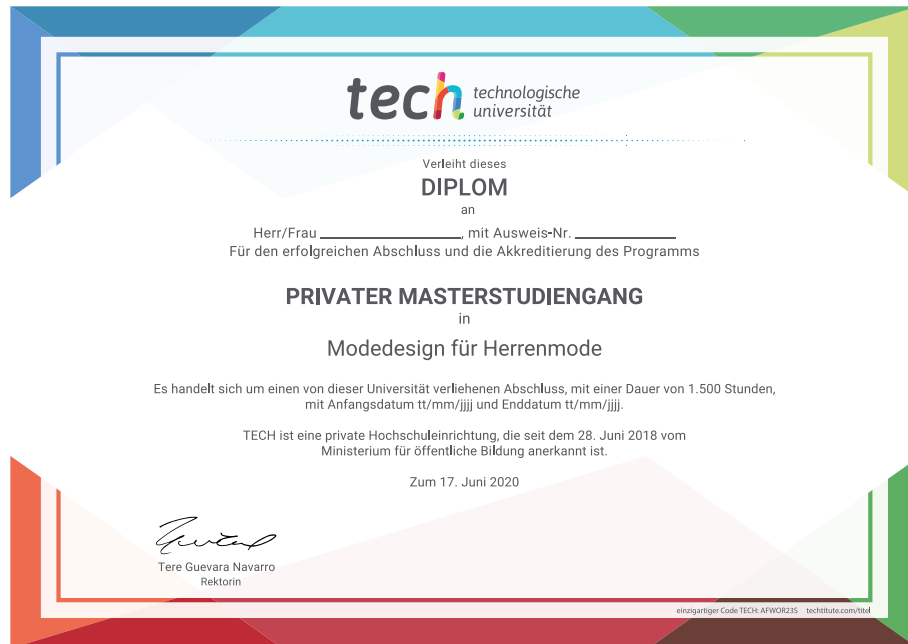 tech technologische
universität
Verleiht dieses
DIPLOM
an
Herr/Frau ____________________, mit Ausweis-Nr. ______________
Für den erfolgreichen Abschluss und die Akkreditierung des Programms
PRIVATER MASTERSTUDIENGANG
in
Modedesign für Herrenmode
Es handelt sich um einen von dieser Universität verliehenen Abschluss, mit einer Dauer von 1.500 Stunden,
mit Anfangsdatum tt/mm/jjjj und Enddatum tt/mm/jjjj.
TECH ist eine private Hochschuleinrichtung, die seit dem 28. Juni 2018 vom
Ministerium für öffentliche Bildung anerkannt ist.
Zum 17. Juni 2020
Tere Guevara Navarro
Rektorin
einzigartiger Code TECH: AFWOR235 techtitute.com/titel